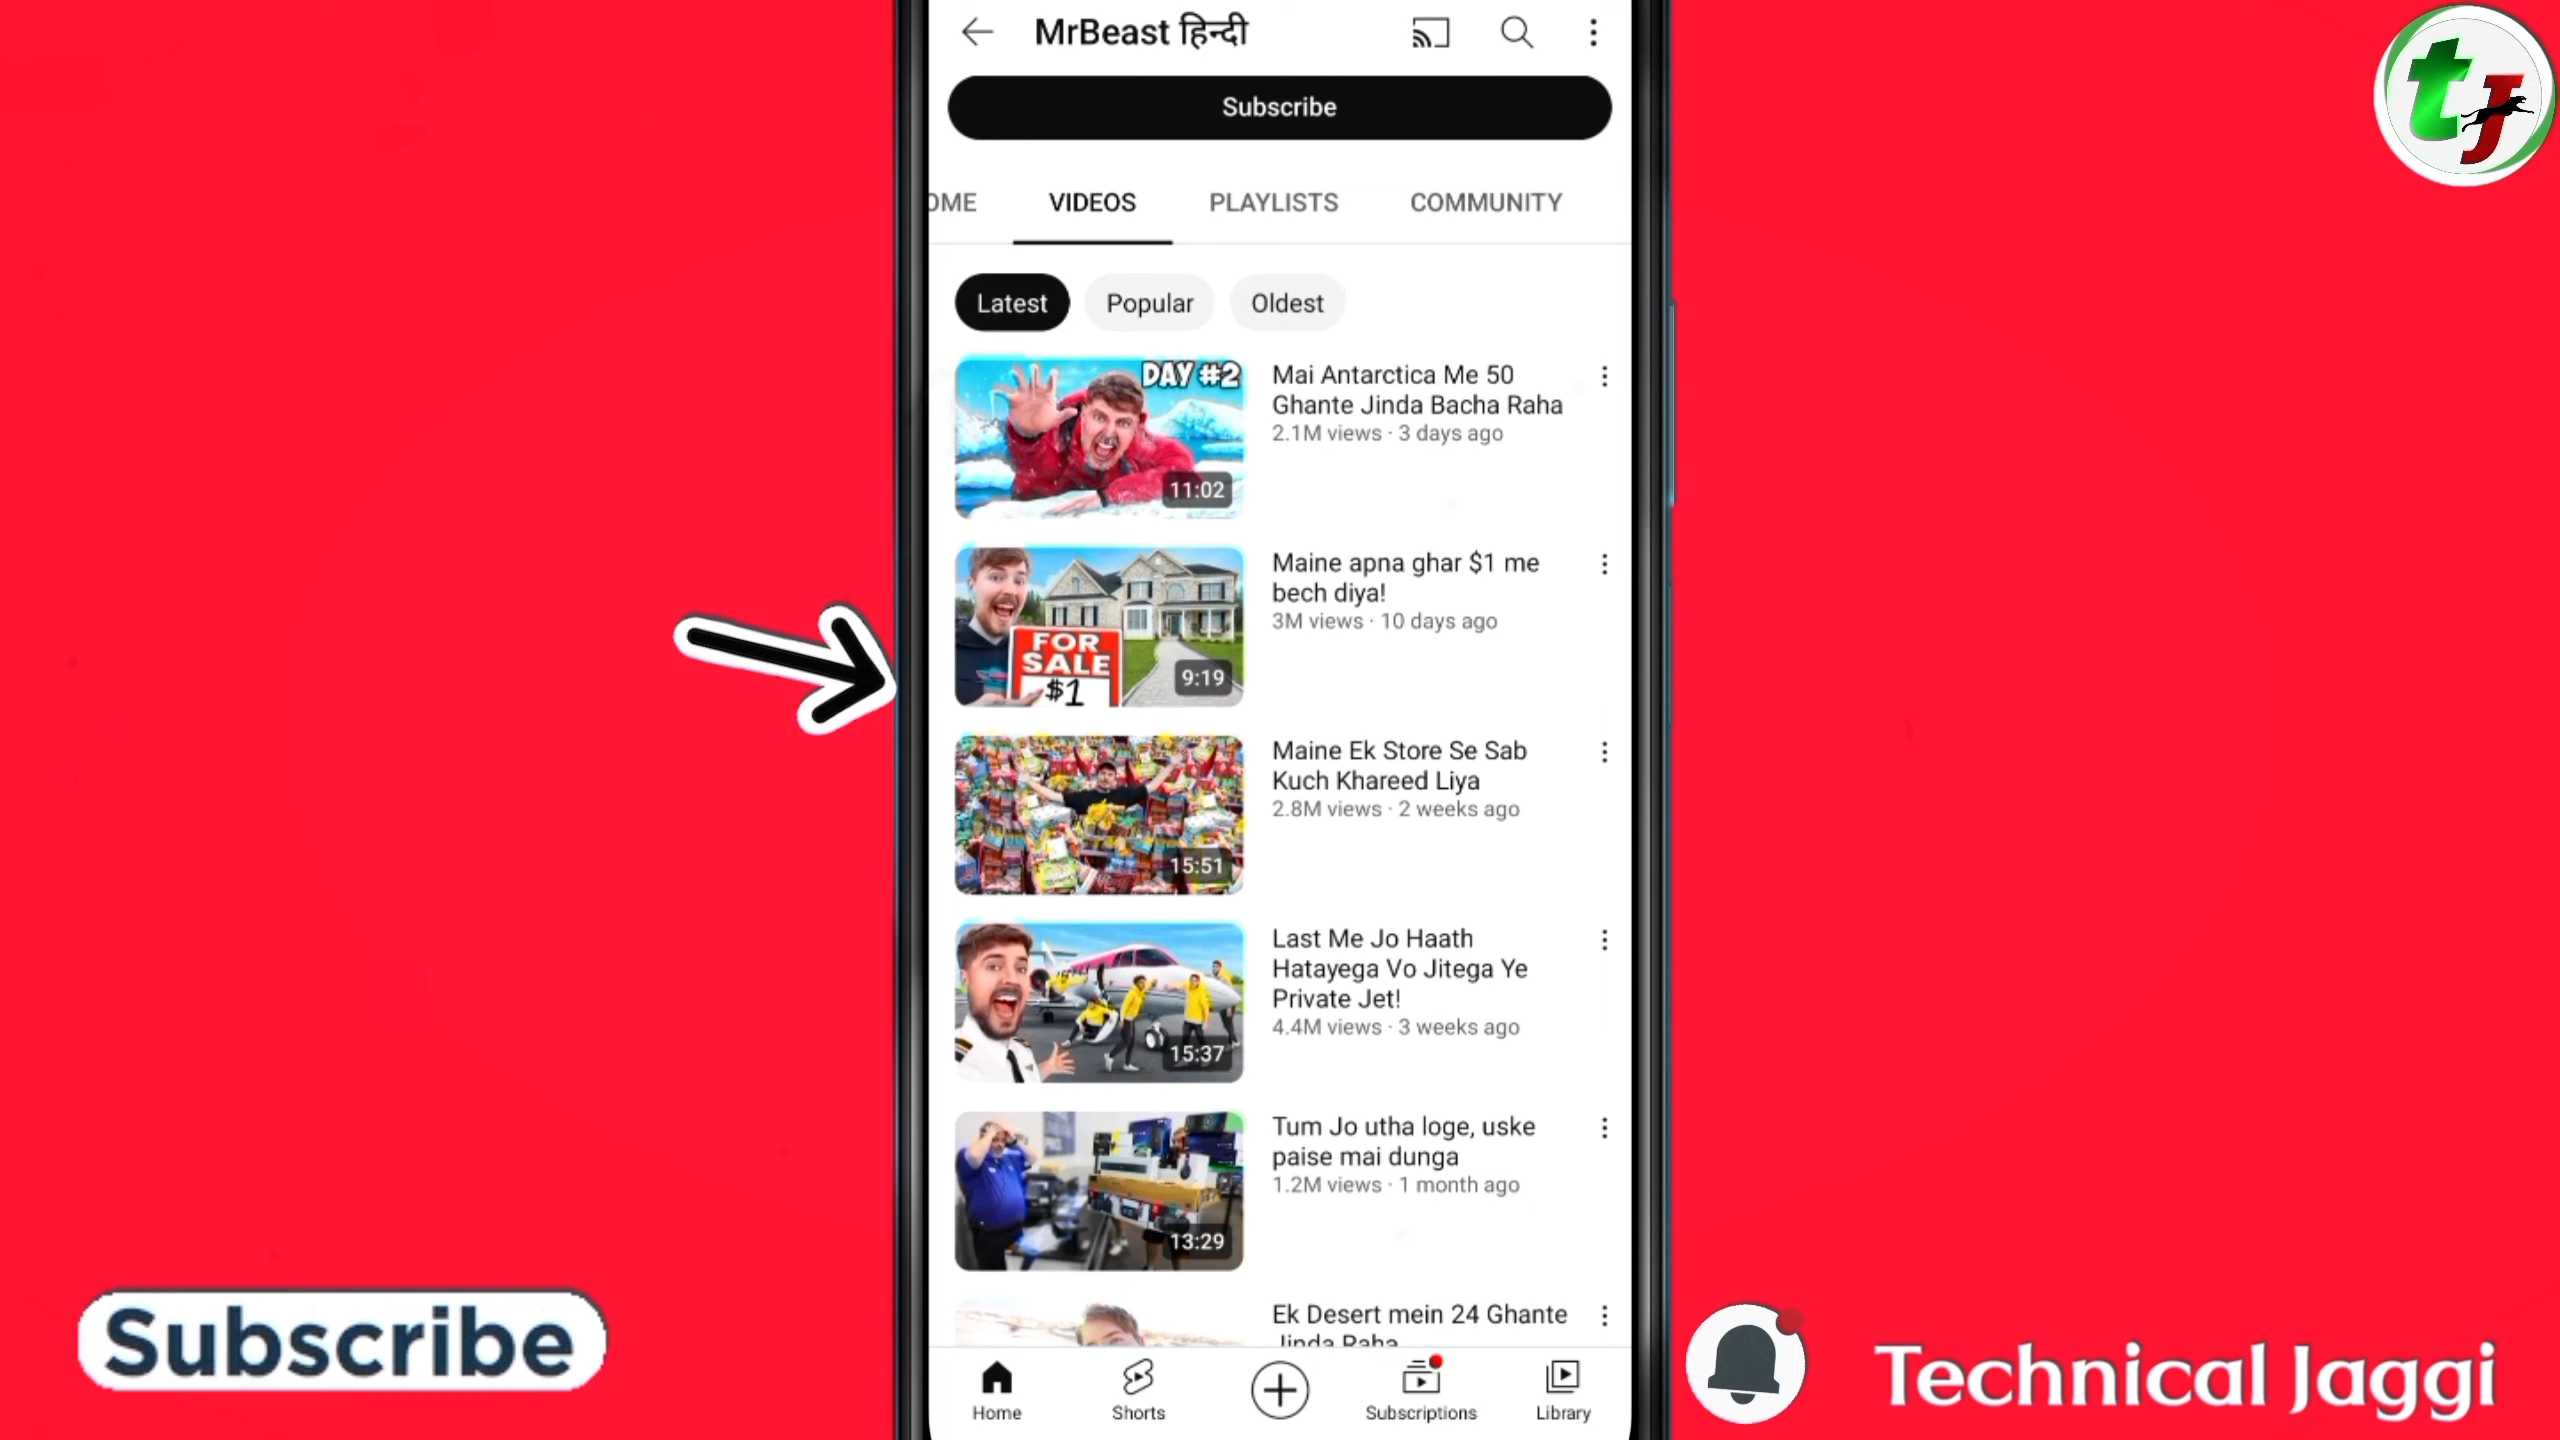 MrBeast हिन्दी
Subscribe
OME
VIDEOS
PLAYLISTS
COMMUNITY
Latest
Popular
Oldest
DAY #2
11:02
Mai Antarctica Me 50
Ghante Jinda Bacha Raha
2.1M views · 3 days ago
FOR
SALE
$1
9:19
Maine apna ghar $1 me
bech diya!
3M views · 10 days ago
15:51
Maine Ek Store Se Sab
Kuch Khareed Liya
2.8M views · 2 weeks ago
15:37
Last Me Jo Haath
Hatayega Vo Jitega Ye
Private Jet!
4.4M views · 3 weeks ago
13:29
Tum Jo utha loge, uske
paise mai dunga
1.2M views · 1 month ago
Ek Desert mein 24 Ghante
Jinda Raha
Home
Shorts
Subscriptions
Library
tJ
Subscribe
Technical Jaggi